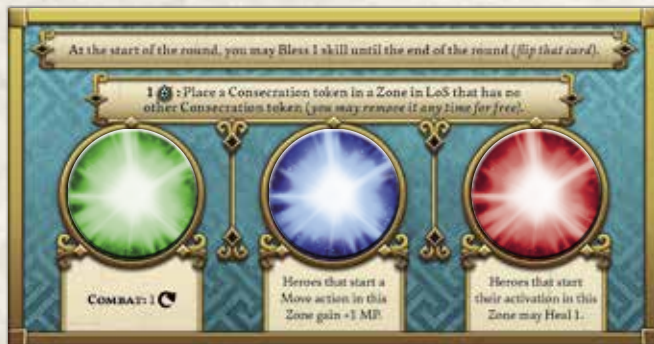 At the start of the round, you may Bless 1 skill until the end of the round (flip that card).
1 : Place a Consecration token in a Zone in LoS that has no
other Consecration token (you may remove it any time for free).
COMBAT: 1
Heroes that start a
Move action in this
Zone gain +1 MP.
Heroes that start
their activation in this
Zone may Heal 1.